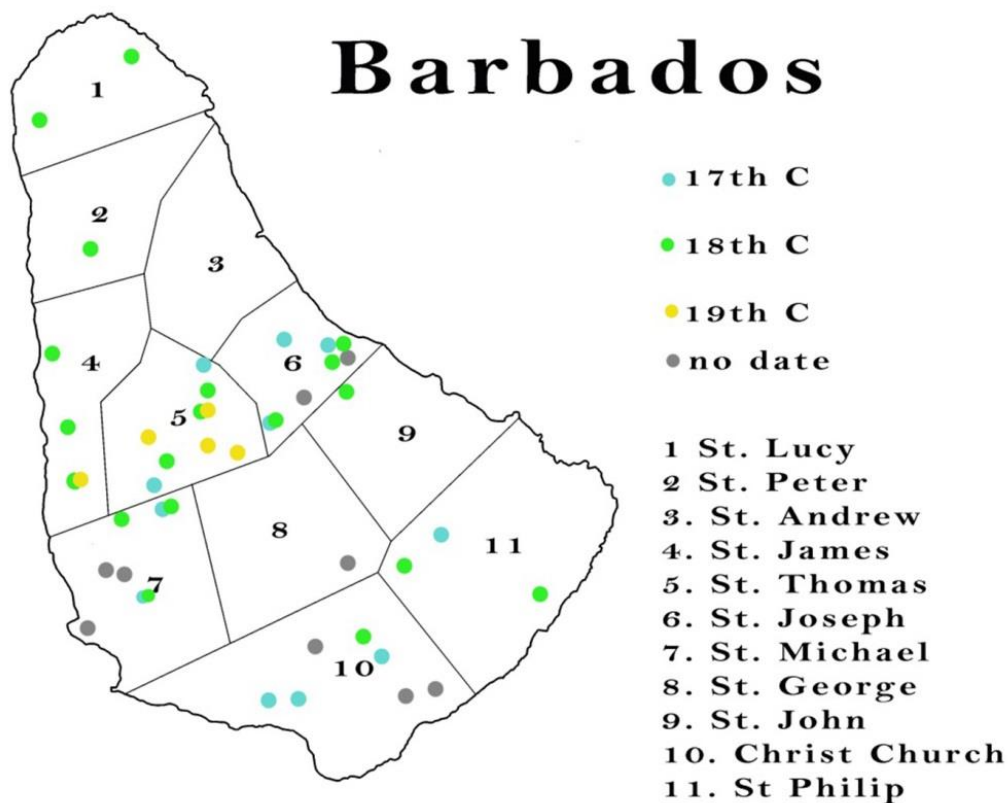 Barbados
1
2
3
4
5
6
7
8
9
10
11
17th C
18th C
19th C
no date
1 St. Lucy
2 St. Peter
3. St. Andrew
4. St. James
5. St. Thomas
6. St. Joseph
7. St. Michael
8. St. George
9. St. John
10. Christ Church
11. St Philip